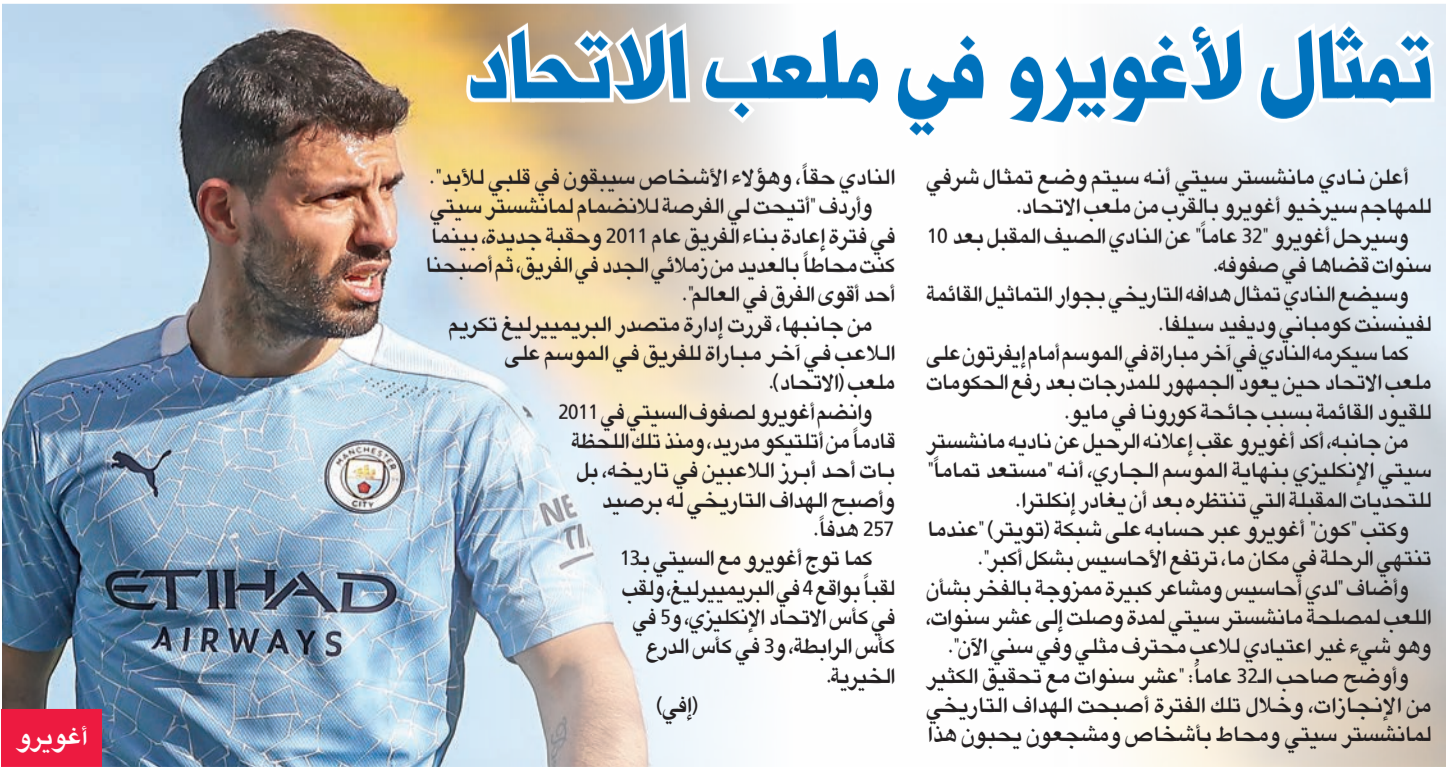 تمثال لأغويرو في ملعب الاتحاد
أعلن نادي مانشستر سيتي أنه سيتم وضع تمثال شرفي
للمهاجم سيرخيو أغويرو بالقرب من ملعب الاتحاد.
وسيرحل أغويرو "32 عاماً" عن النادي الصيف المقبل بعد 10
سنوات قضاها في صفوفه.
وسيضع النادي تمثال هدافه التاريخي بجوار التماثيل القائمة
لفينسنت كومباني وديفيد سيلفا.
كما سيكرمه النادي في آخر مباراة في الموسم أمام إيفرتون على
ملعب الاتحاد حين يعود الجمهور للمدرجات بعد رفع الحكومات
للقيود القائمة بسبب جائحة كورونا في مايو.
من جانبه، أكد أغويرو عقب إعلانه الرحيل عن ناديه مانشستر
سيتي الإنكليزي بنهاية الموسم الجاري، أنه "مستعد تماماً"
للتحديات المقبلة التي تنتظره بعد أن يغادر إنكلترا.
وكتب "كون" أغويرو عبر حسابه على شبكة (تويتر) "عندما
تنتهي الرحلة في مكان ما، ترتفع الأحاسيس بشكل أكبر".
وأضاف "لدي أحاسيس ومشاعر كبيرة ممزوجة بالفخر بشأن
اللعب لمصلحة مانشستر سيتي لمدة وصلت إلى عشر سنوات،
وهو شيء غير اعتيادي للاعب محترف مثلي وفي سني الآن".
وأوضح صاحب الـ32 عاماً: "عشر سنوات مع تحقيق الكثير
من الإنجازات، وخلال تلك الفترة أصبحت الهداف التاريخي
لمانشستر سيتي ومحاط بأشخاص ومشجعون يحبون هذا
النادي حقاً، وهؤلاء الأشخاص سيبقون في قلبي للأبد".
وأردف "أتيحت لي الفرصة للانضمام لمانشستر سيتي
في فترة إعادة بناء الفريق عام 2011 وحقبة جديدة، بينما
كنت محاطاً بالعديد من زملائي الجدد في الفريق، ثم أصبحنا
أحد أقوى الفرق في العالم".
من جانبها، قررت إدارة متصدر البريمييرليغ تكريم
اللاعب في آخر مباراة للفريق في الموسم على
ملعب (الاتحاد).
وانضم أغويرو لصفوف السيتي في 2011
قادماً من أتلتيكو مدريد، ومنذ تلك اللحظة
بات أحد أبرز اللاعبين في تاريخه، بل
وأصبح الهداف التاريخي له برصيد
257 هدفاً.
كما توج أغويرو مع السيتي بـ13
لقباً بواقع 4 في البريمييرليغ، ولقب
في كأس الاتحاد الإنكليزي، و5 في
كأس الرابطة، و3 في كأس الدرع
الخيرية.
(إفي)
MANCHESTER
CITY
ETIHAD
AIRWAYS
أغويرو